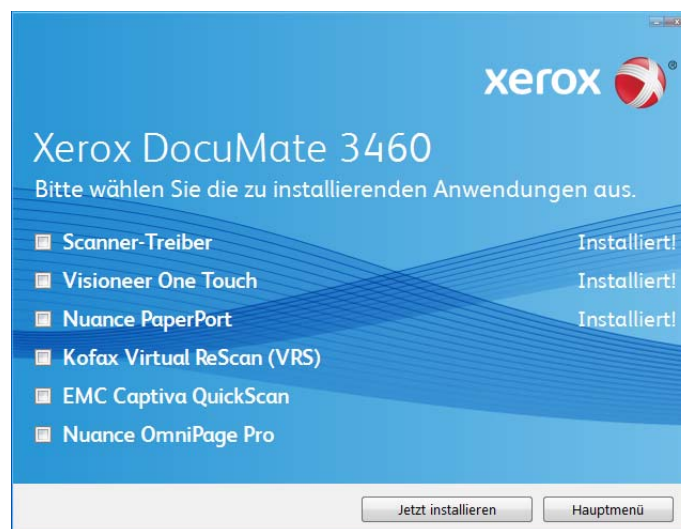 xerox ®
Xerox DocuMate 3460
Bitte wählen Sie die zu installierenden Anwendungen aus.
Scanner-Treiber Installiert!
Visioneer One Touch Installiert!
Nuance PaperPort Installiert!
Kofax Virtual ReScan (VRS)
EMC Captiva QuickScan
Nuance OmniPage Pro
Jetzt installieren Hauptmenü